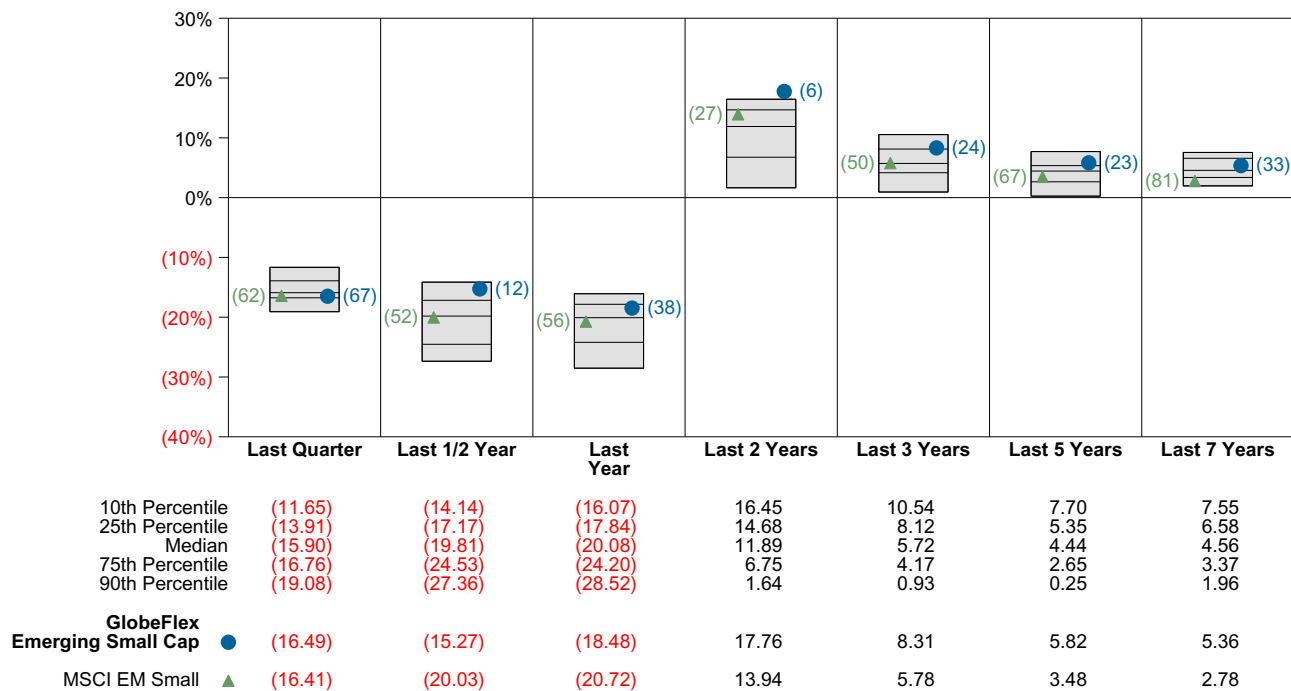 30%
20%
10%
0%
(10%)
(20%)
(30%)
(40%)
(62) (67)
(52) (12)
(56) (38)
(27) (6)
(50) (24)
(67) (23)
(81) (33)
Last Quarter Last 1/2 Year Last Year Last 2 Years Last 3 Years Last 5 Years Last 7 Years
10th Percentile (11.65) (14.14) (16.07) 16.45 10.54 7.70 7.55
25th Percentile (13.91) (17.17) (17.84) 14.68 8.12 5.35 6.58
Median (15.90) (19.81) (20.08) 11.89 5.72 4.44 4.56
75th Percentile (16.76) (24.53) (24.20) 6.75 4.17 2.65 3.37
90th Percentile (19.08) (27.36) (28.52) 1.64 0.93 0.25 1.96
GlobeFlex
Emerging Small Cap (16.49) (15.27) (18.48) 17.76 8.31 5.82 5.36
MSCI EM Small (16.41) (20.03) (20.72) 13.94 5.78 3.48 2.78